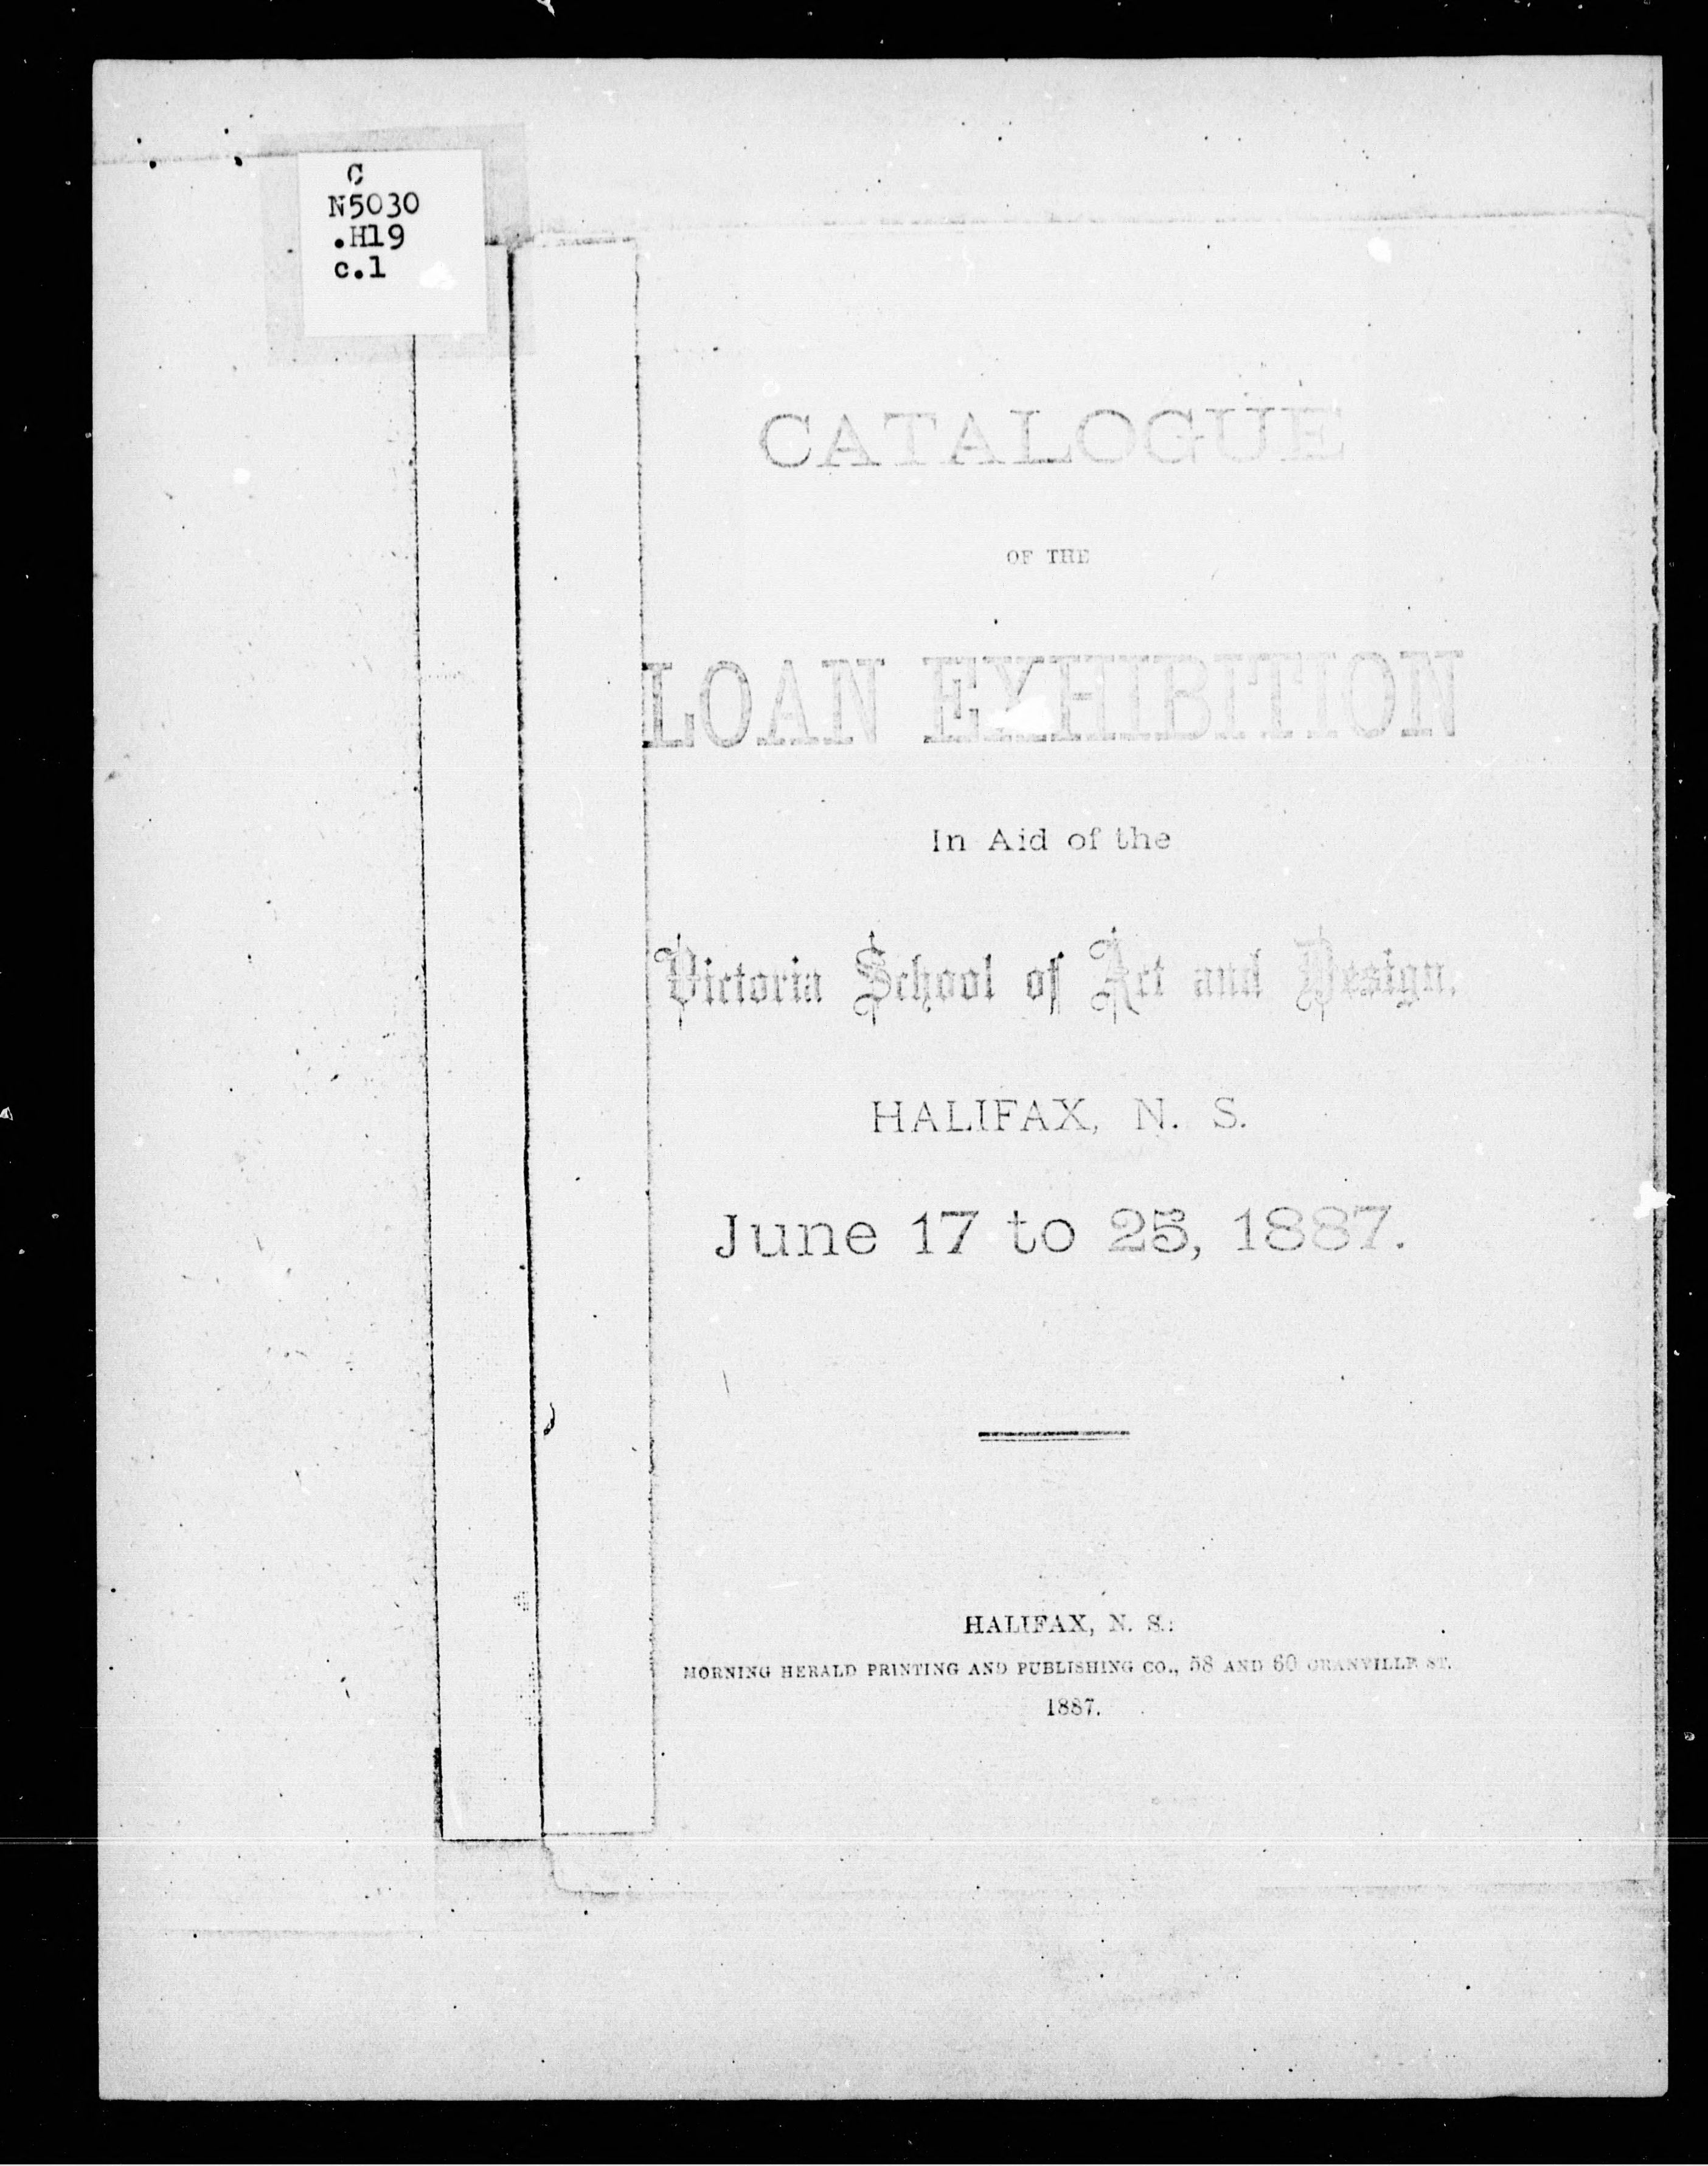 C
N5030
.H19
c.1
CATALOGUE
OF THE
LOAN EXHIBITION
In Aid of the
Victoria School of Art and Design.
HALIFAX, N. S.
June 17 to 25, 1887.
HALIFAX, N. S.:
MORNING HERALD PRINTING AND PUBLISHING CO., 58 AND 60 GRANVILLE ST.
1887.